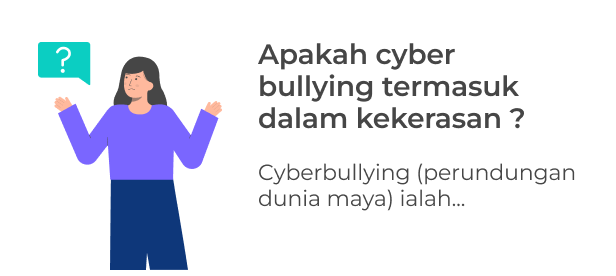 ?
Apakah cyber
bullying termasuk
dalam kekerasan ?
Cyberbullying (perundungan
dunia maya) ialah...